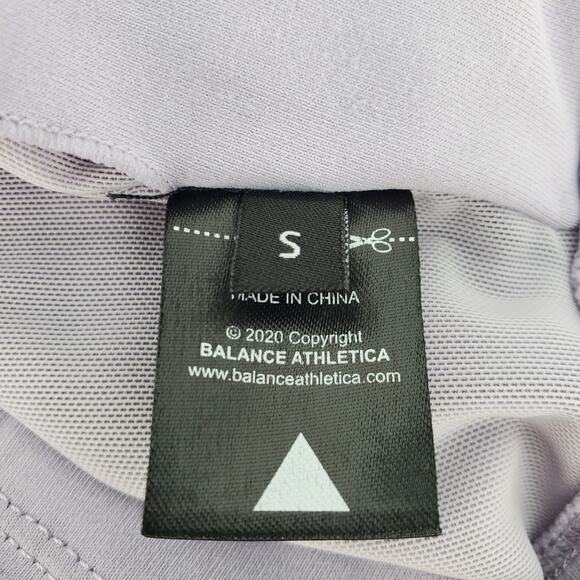 S
MADE IN CHINA
© 2020 Copyright
BALANCE ATHLETICA
www.balanceathletica.com